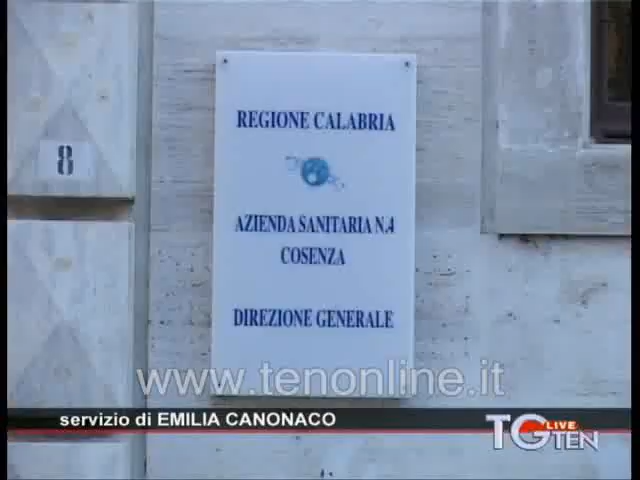 REGIONE CALABRIA
8
AZIENDA SANITARIA N.4
COSENZA
DIREZIONE GENERALE
www.tenonline.it
servizio di EMILIA CANONACO
TG LIVE TEN